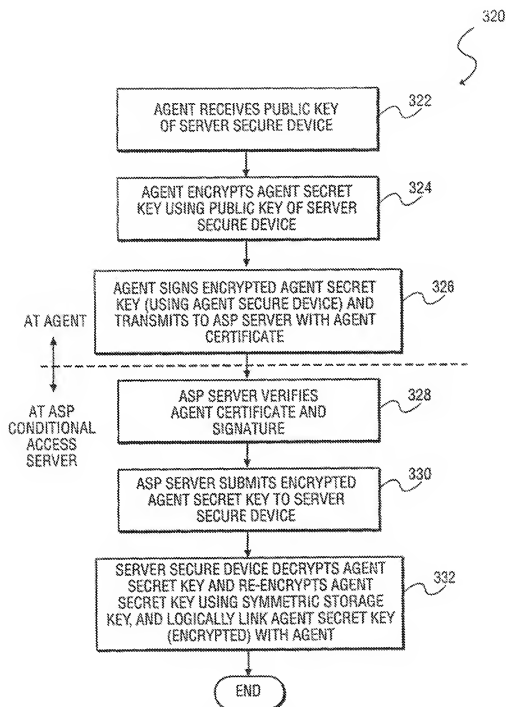 320
AGENT RECEIVES PUBLIC KEY
OF SERVER SECURE DEVICE
322
AGENT ENCRYPTS AGENT SECRET
KEY USING PUBLIC KEY OF SERVER
SECURE DEVICE
324
AGENT SIGNS ENCRYPTED AGENT SECRET
KEY (USING AGENT SECURE DEVICE) AND
TRANSMITS TO ASP SERVER WITH AGENT
CERTIFICATE
326
AT AGENT
AT ASP
CONDITIONAL
ACCESS
SERVER
ASP SERVER VERIFIES
AGENT CERTIFICATE AND
SIGNATURE
328
ASP SERVER SUBMITS ENCRYPTED
AGENT SECRET KEY TO SERVER
SECURE DEVICE
330
SERVER SECURE DEVICE DECRYPTS AGENT
SECRET KEY AND RE-ENCRYPTS AGENT
SECRET KEY USING SYMMETRIC STORAGE
KEY, AND LOGICALLY LINK AGENT SECRET KEY
(ENCRYPTED) WITH AGENT
332
END